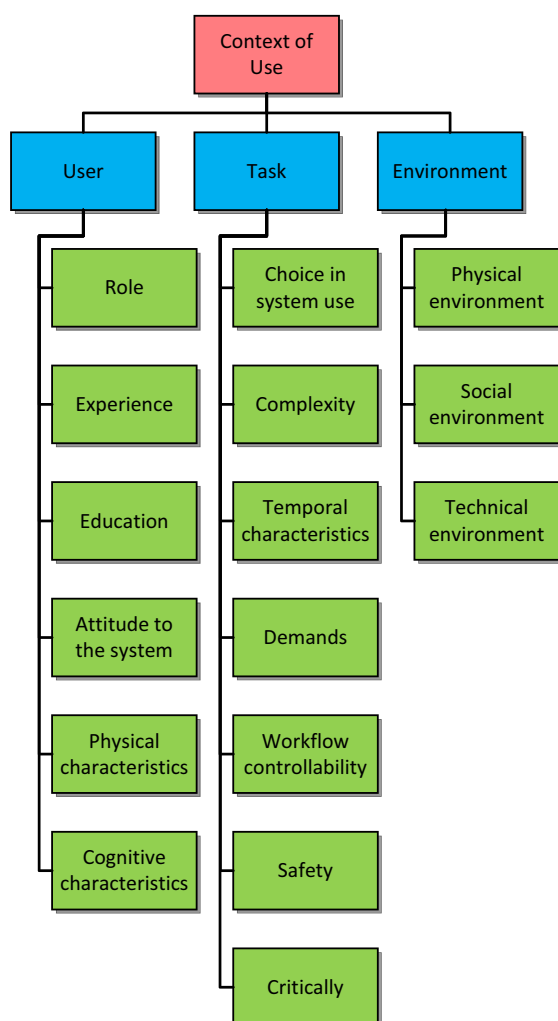 Context of
Use
User
Task
Environment
Role
Experience
Education
Attitude to
the system
Physical
characteristics
Cognitive
characteristics
Choice in
system use
Complexity
Temporal
characteristics
Demands
Workflow
controllability
Safety
Critically
Physical
environment
Social
environment
Technical
environment